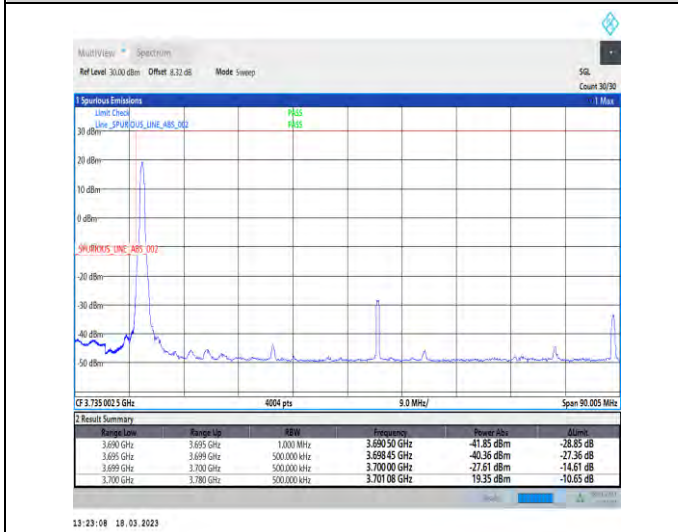 MultiView Spectrum
Ref Level 30.00 dBm Offset 8.32 dB Mode Sweep SGL
Count 30/30
1 Spurious Emissions 1 Max
Limit Check PASS
Line _SPURIOUS_LINE_ABS_002 PASS
30 dBm
20 dBm
10 dBm
0 dBm
_SPURIOUS_LINE_ABS_002
-20 dBm
-30 dBm
-40 dBm
-50 dBm
CF 3.735 002 5 GHz 4004 pts 9.0 MHz/ Span 90.005 MHz
2 Result Summary
Range Low Range Up RBW Frequency Power Abs ΔLimit
3.690 GHz 3.695 GHz 1.000 MHz 3.690 50 GHz -41.85 dBm -28.85 dB
3.695 GHz 3.699 GHz 500.000 kHz 3.698 45 GHz -40.36 dBm -27.36 dB
3.699 GHz 3.700 GHz 500.000 kHz 3.700 00 GHz -27.61 dBm -14.61 dB
3.700 GHz 3.780 GHz 500.000 kHz 3.701 08 GHz 19.35 dBm -10.65 dB
13:23:08 18.03.2023